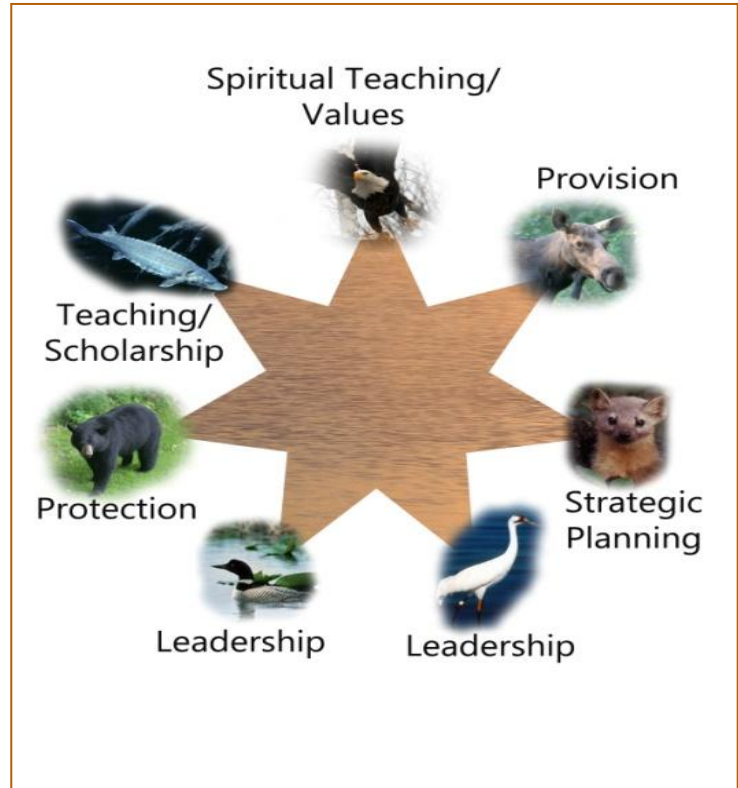 Spiritual Teaching/
Values
Provision
Teaching/
Scholarship
Protection
Strategic
Planning
Leadership
Leadership